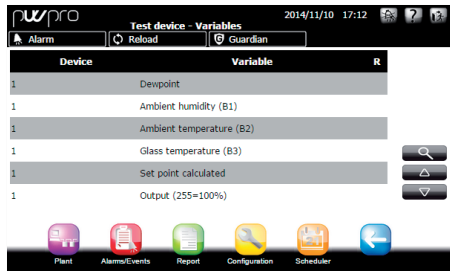 pwpro
Test device - Variables
2014/11/10 17:12
?
Alarm Reload G Guardian
Device Variable R
1 Dewpoint
1 Ambient humidity (B1)
1 Ambient temperature (B2)
1 Glass temperature (B3)
1 Set point calculated
1 Output (255=100%)
Plant Alarms/Events Report Configuration Scheduler